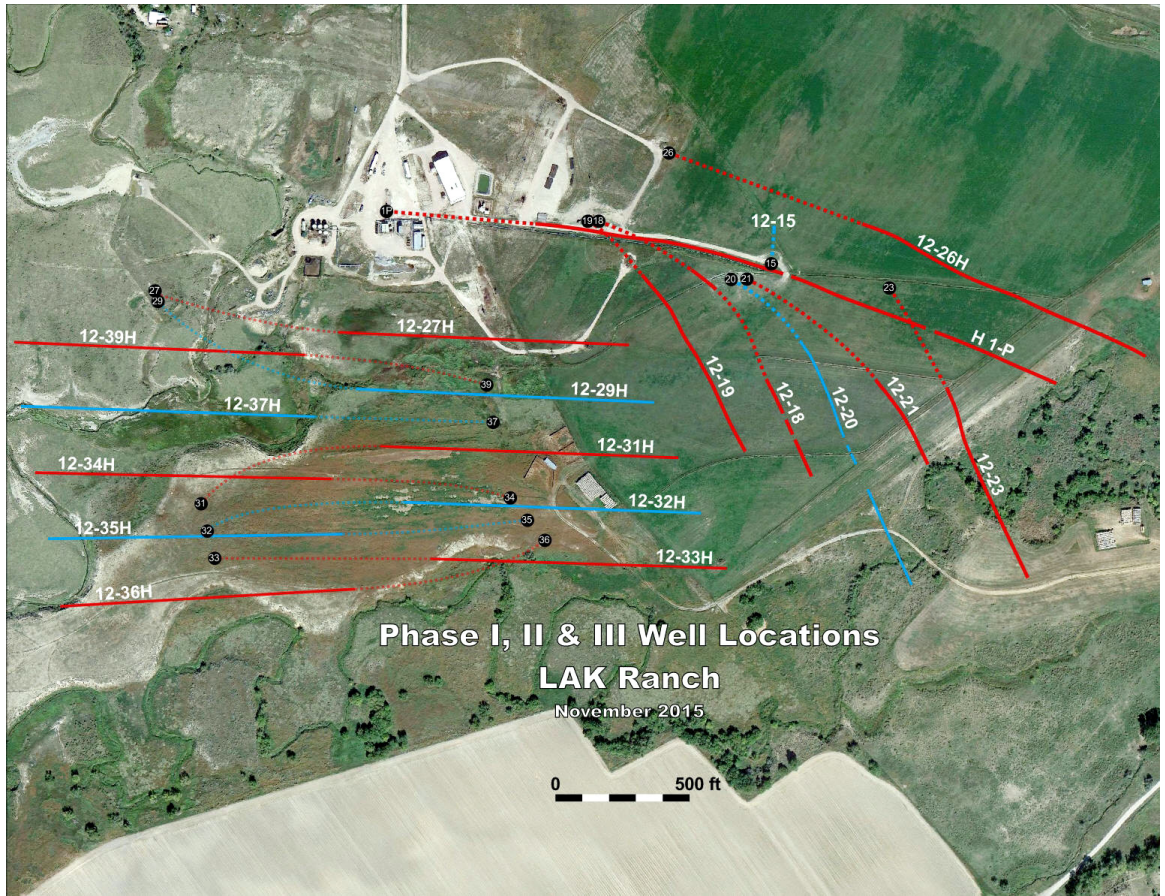 26
1P
19
18
12-15
12-26H
15
20
21
23
27
29
12-39H
12-27H
H 1-P
12-19
12-18
12-20
12-21
12-23
39
12-37H
12-29H
37
12-34H
12-31H
31
34
12-32H
12-35H
32
35
36
33
12-33H
12-36H
Phase I, II & III Well Locations
LAK Ranch
November 2015
0 500 ft